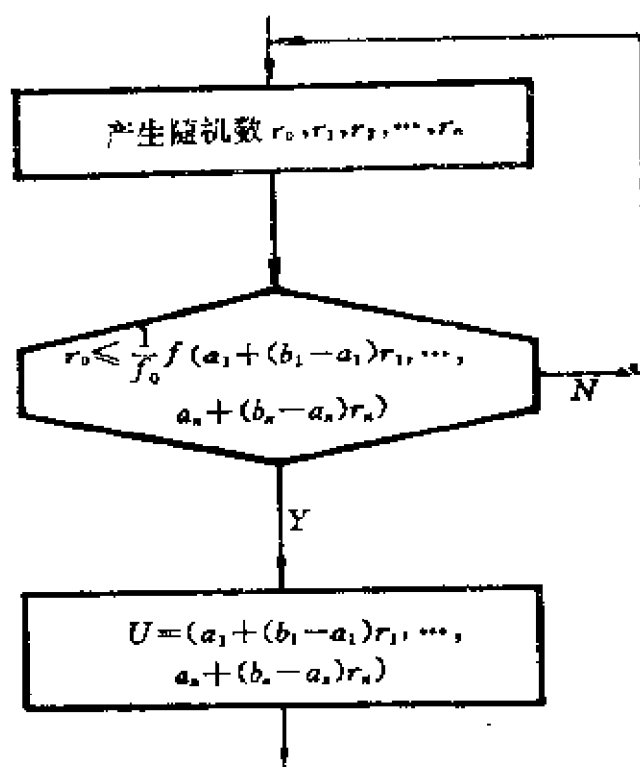 产生随机数 r₀,r₁,r₂,…,rₙ
r₀≤\frac{1}{f₀}f(a₁+(b₁-a₁)r₁,…,
aₙ+(bₙ-aₙ)rₙ)
N
Y
U=(a₁+(b₁-a₁)r₁,…,
aₙ+(bₙ-aₙ)rₙ)